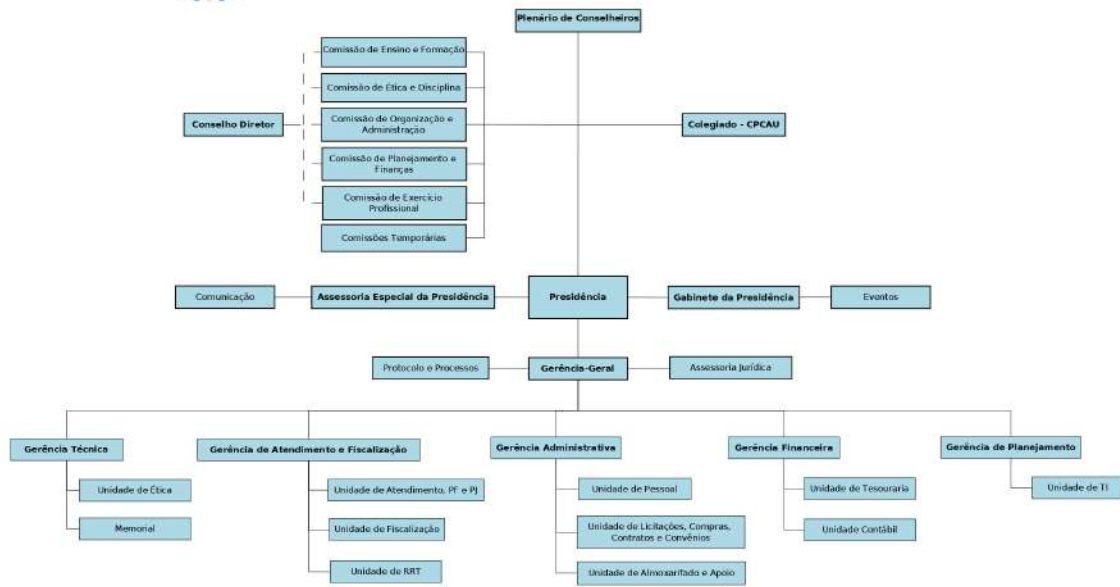 Plenário de Conselheiros
Comissão de Ensino e Formação
Comissão de Ética e Disciplina
Conselho Diretor
Comissão de Organização e
Administração
Colegiado - CPCAU
Comissão de Planejamento e
Finanças
Comissão de Exercício
Profissional
Comissões Temporárias
Comunicação
Assessoria Especial da Presidência
Presidência
Gabinete da Presidência
Eventos
Protocolo e Processos
Gerência-Geral
Assessoria Jurídica
Gerência Técnica
Gerência de Atendimento e Fiscalização
Gerência Administrativa
Gerência Financeira
Gerência de Planejamento
Unidade de Ética
Unidade de Atendimento, PF e PJ
Unidade de Pessoal
Unidade de Tesouraria
Unidade de TI
Memorial
Unidade de Fiscalização
Unidade de Licitações, Compras,
Contratos e Convênios
Unidade Contábil
Unidade de RRT
Unidade de Almoxarifado e Apoio